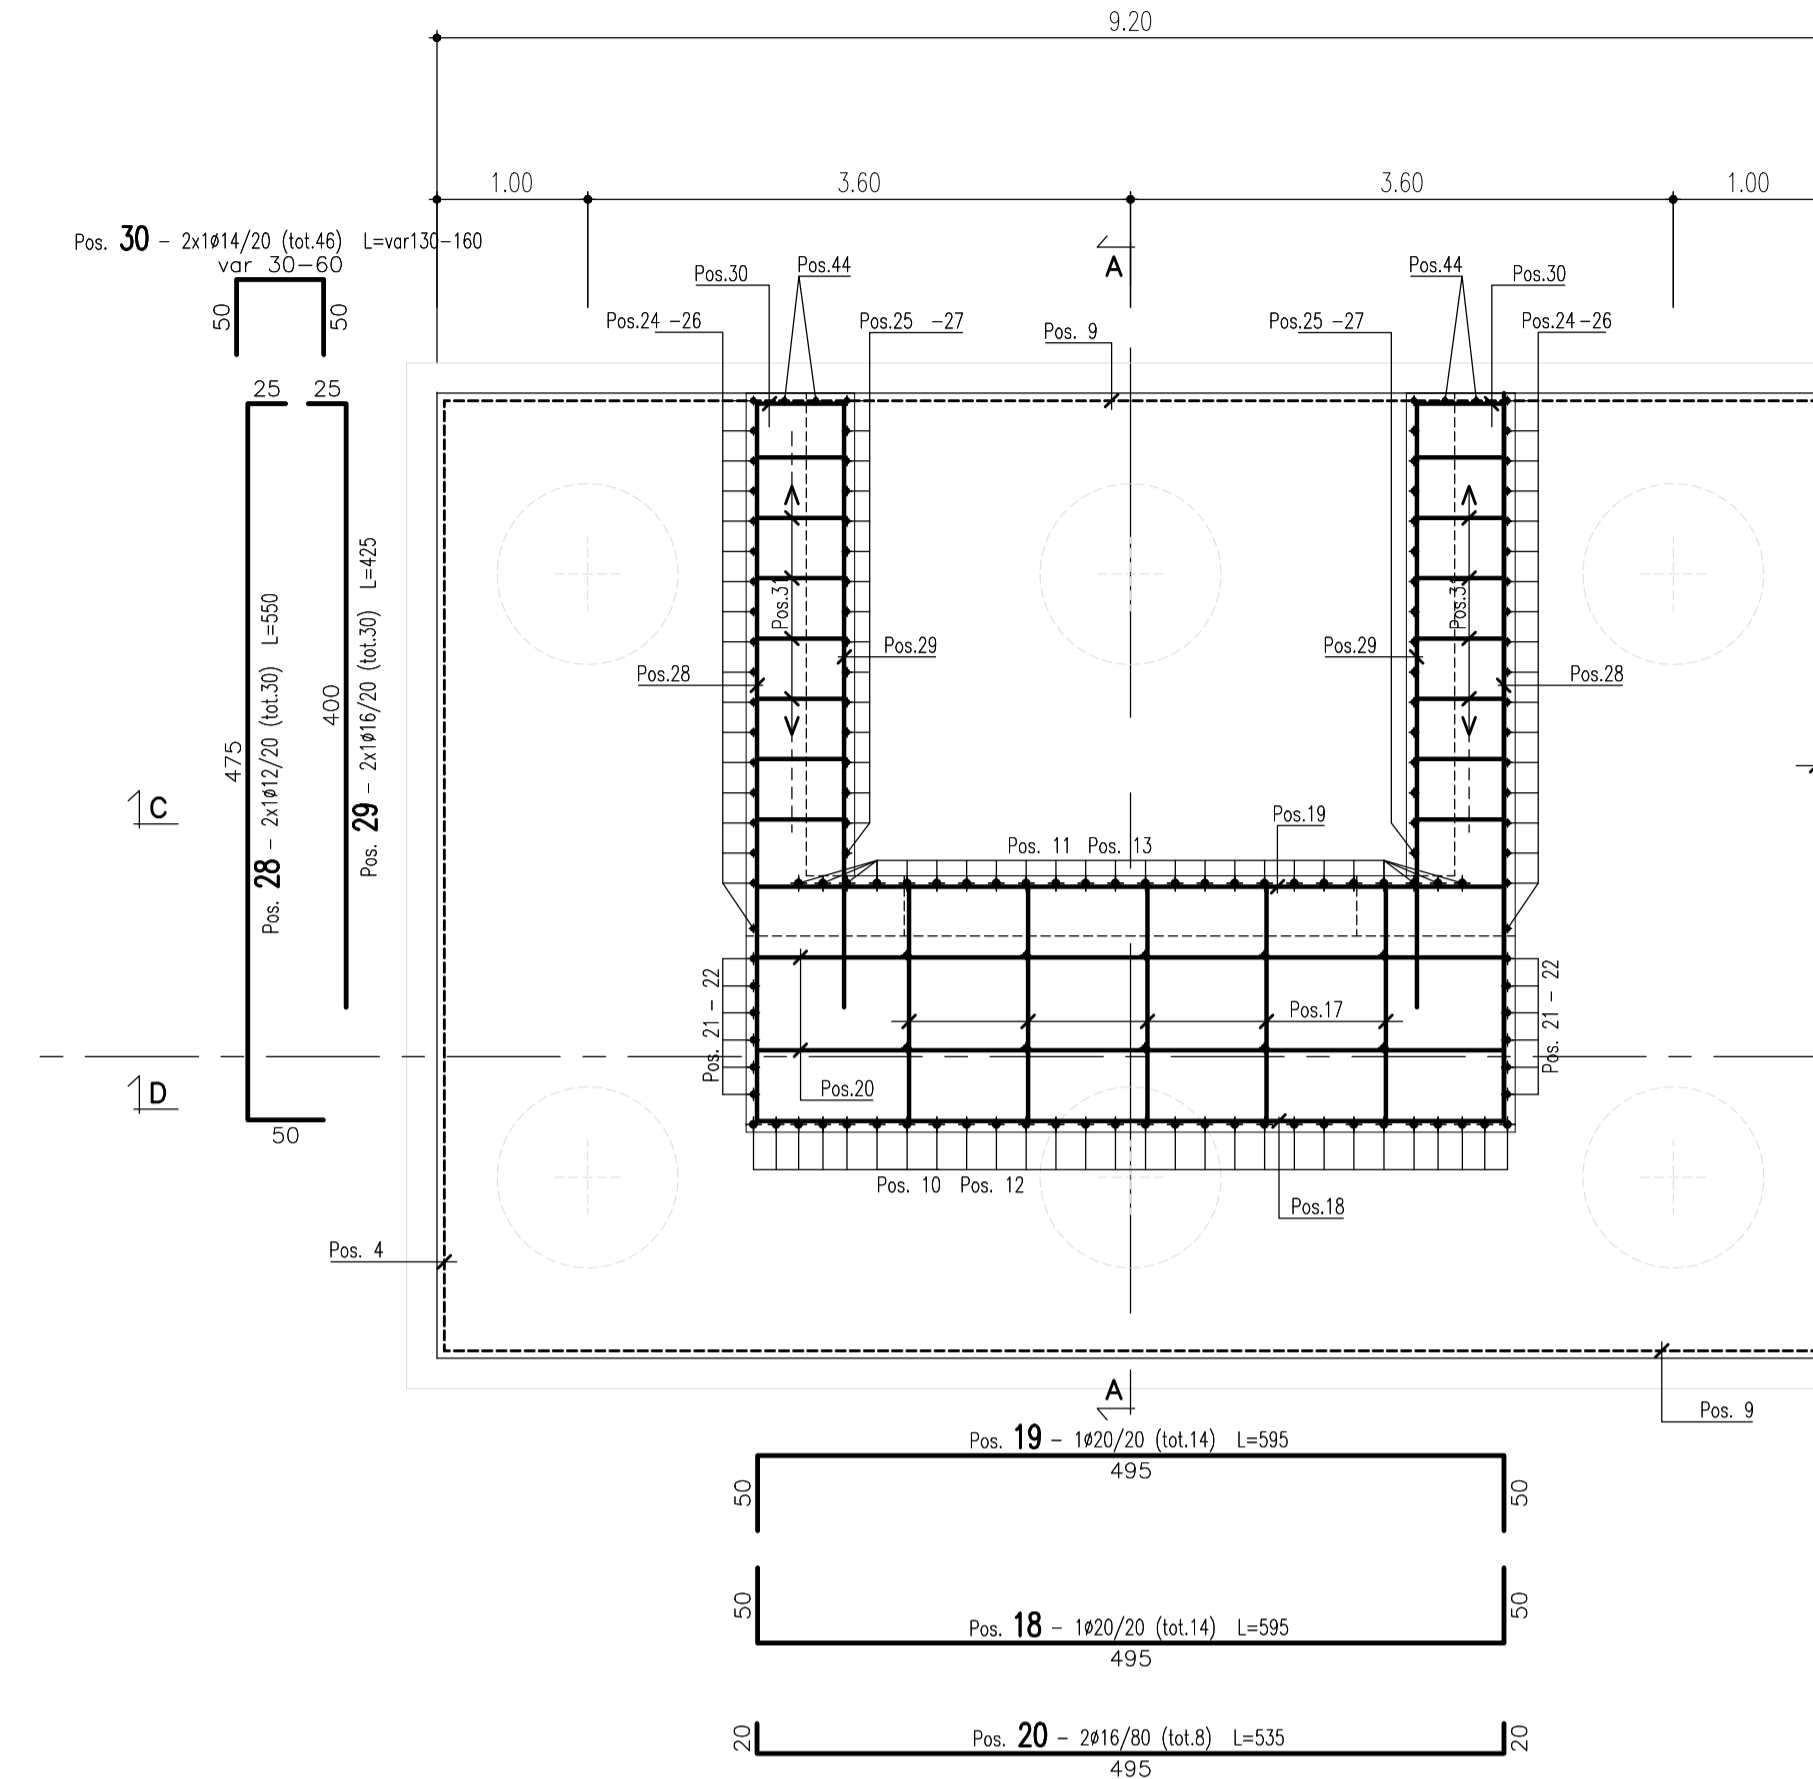 9.20
1.00 3.60 3.60 1.00
Pos. 30 - 2x1ø14/20 (tot.46) L=var130-160
var 30-60
50 50
A
Pos.30 Pos.44 Pos.44 Pos.30
Pos.24 -26 Pos.25 -27 Pos. 9 Pos.25 -27 Pos.24 -26
25 25
475
Pos. 28 - 2x1ø12/20 (tot.30) L=550
400
Pos. 29 - 2x1ø16/20 (tot.30) L=425
50
Pos.31 Pos.31
Pos.29 Pos.29
Pos.28 Pos.28
C
Pos.19
Pos. 11 Pos. 13
Pos. 21 - 22 Pos. 21 - 22
Pos.17
D
Pos.20
Pos. 10 Pos. 12
Pos.18
Pos. 4
A
Pos. 9
Pos. 19 - 1ø20/20 (tot.14) L=595
495
50 50
50 50
Pos. 18 - 1ø20/20 (tot.14) L=595
495
20 20
Pos. 20 - 2ø16/80 (tot.8) L=535
495